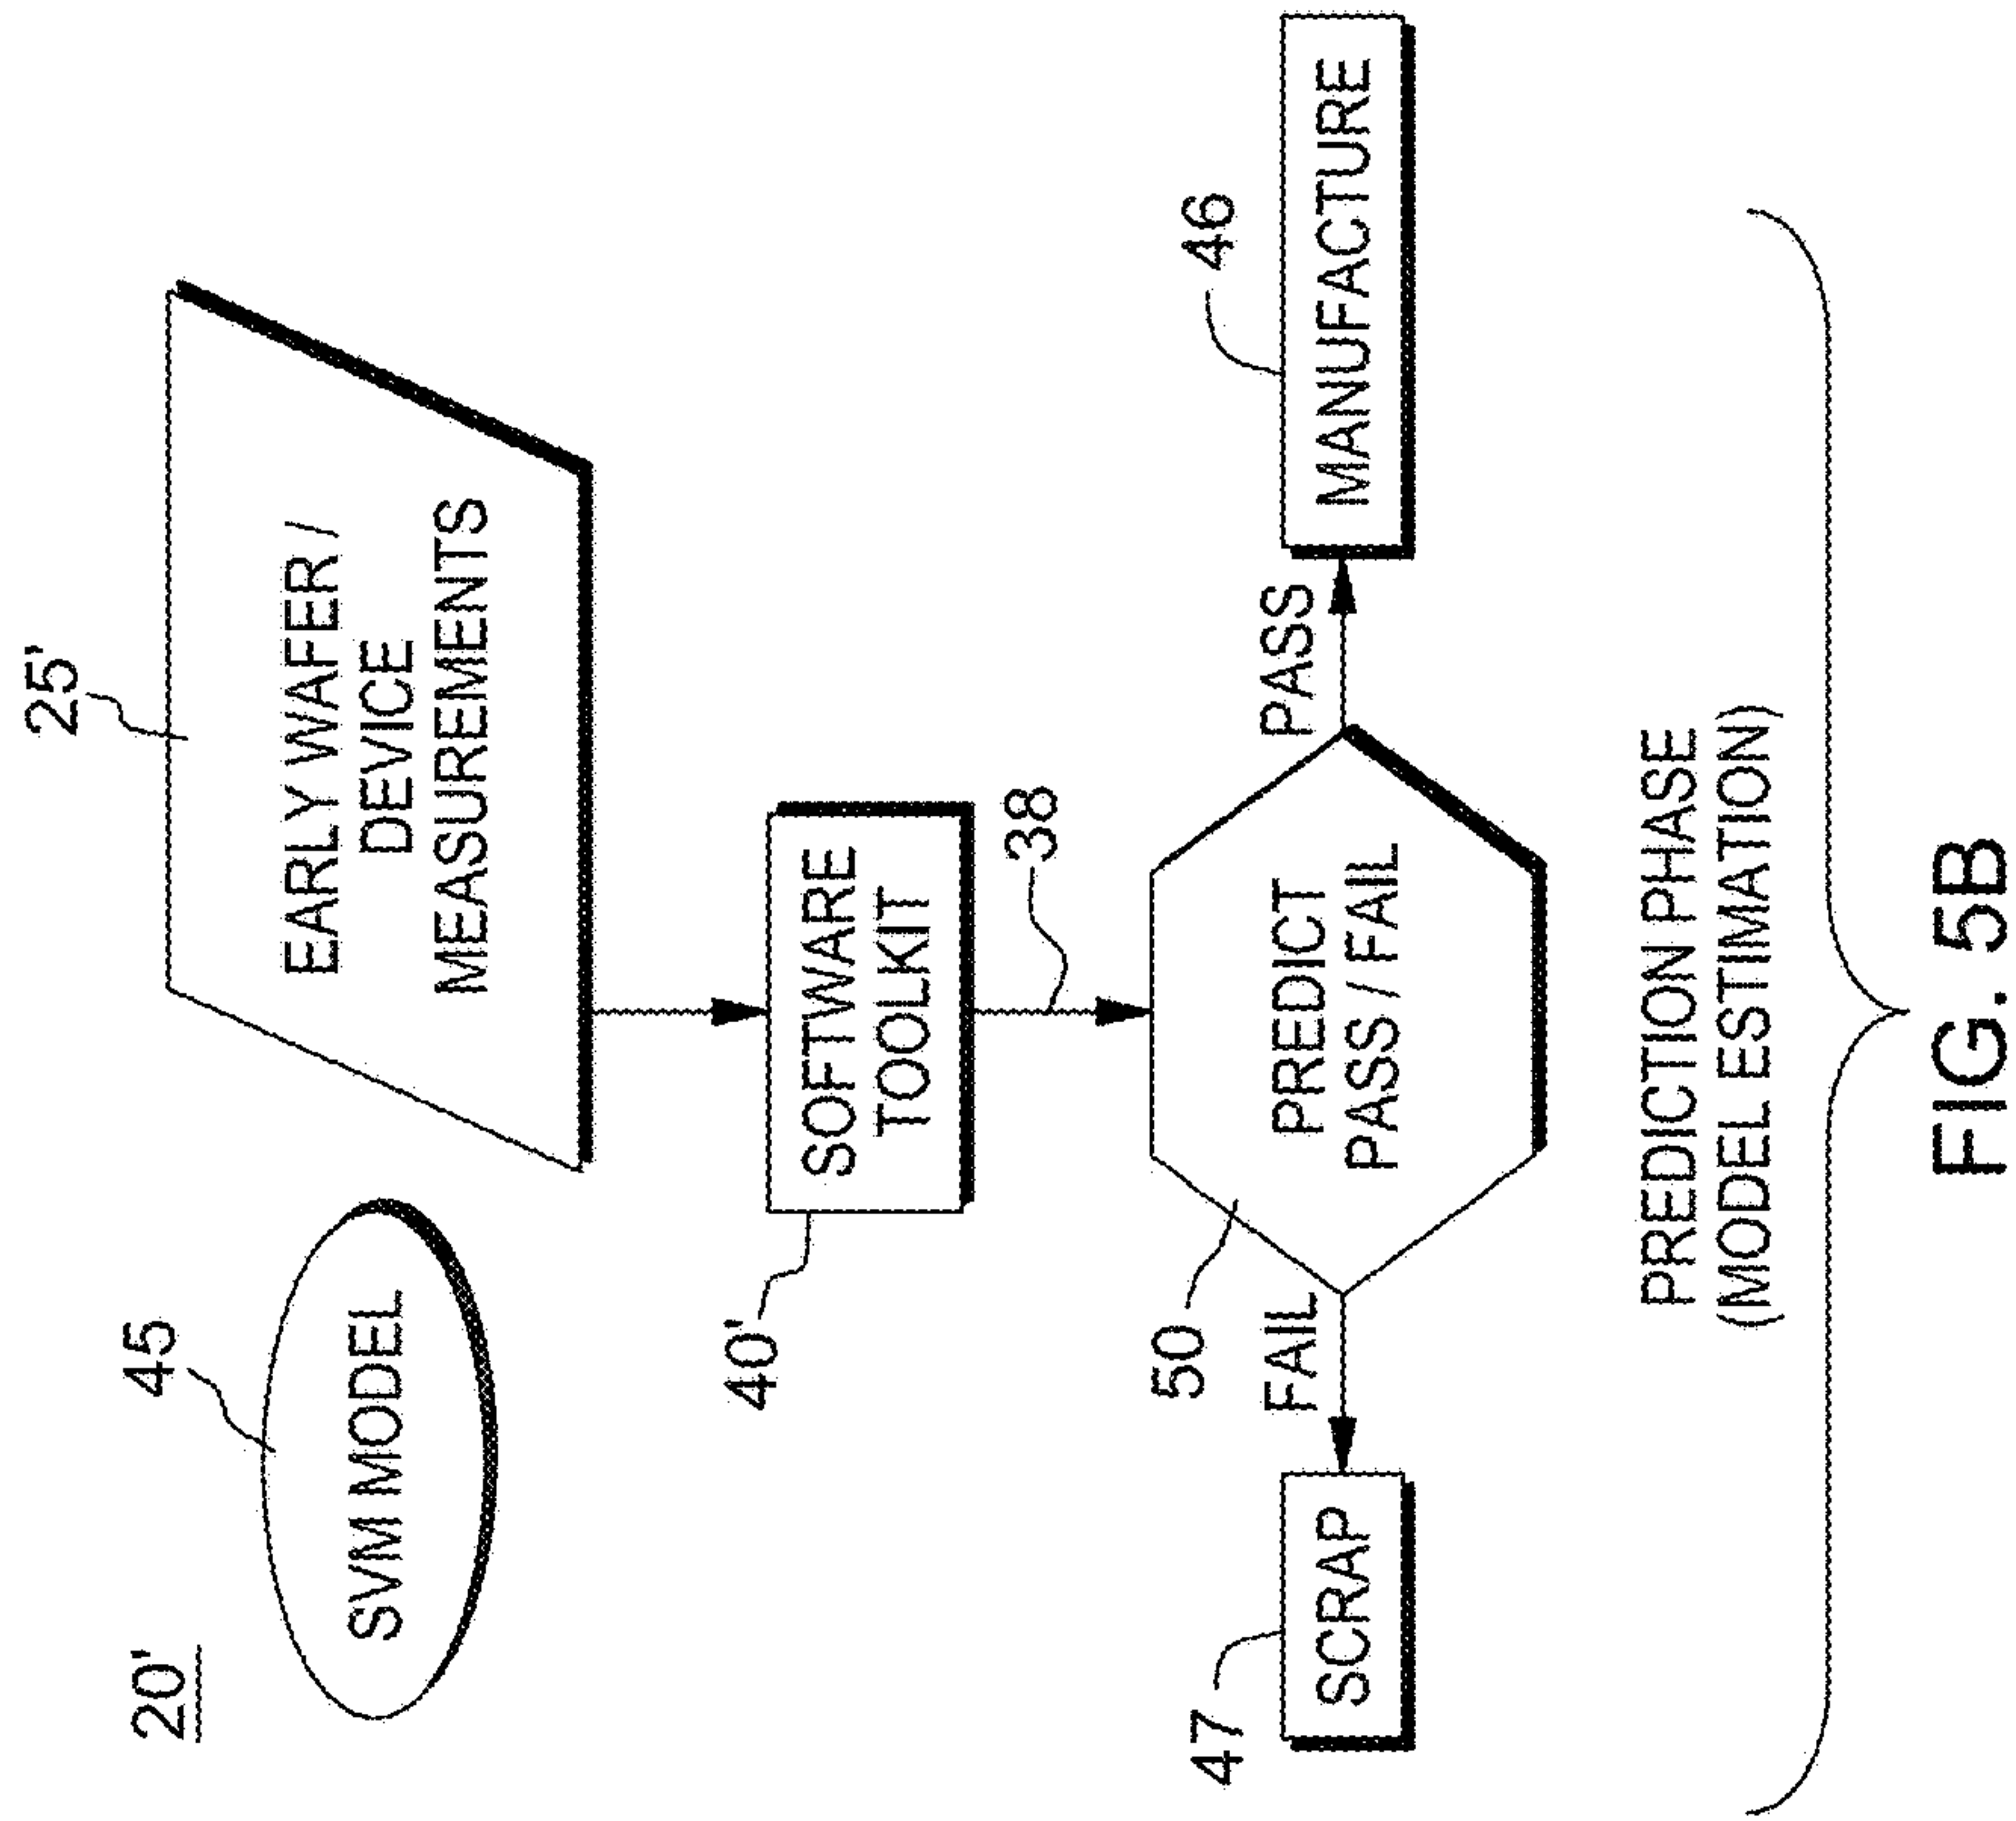 20'
45
25'
SVM MODEL
EARLY WAFER /
DEVICE
MEASUREMENTS
40'
SOFTWARE
TOOLKIT
38
50
PREDICT
PASS / FAIL
FAIL
PASS
47
SCRAP
46
MANUFACTURE
PREDICTION PHASE
(MODEL ESTIMATION)
FIG. 5B